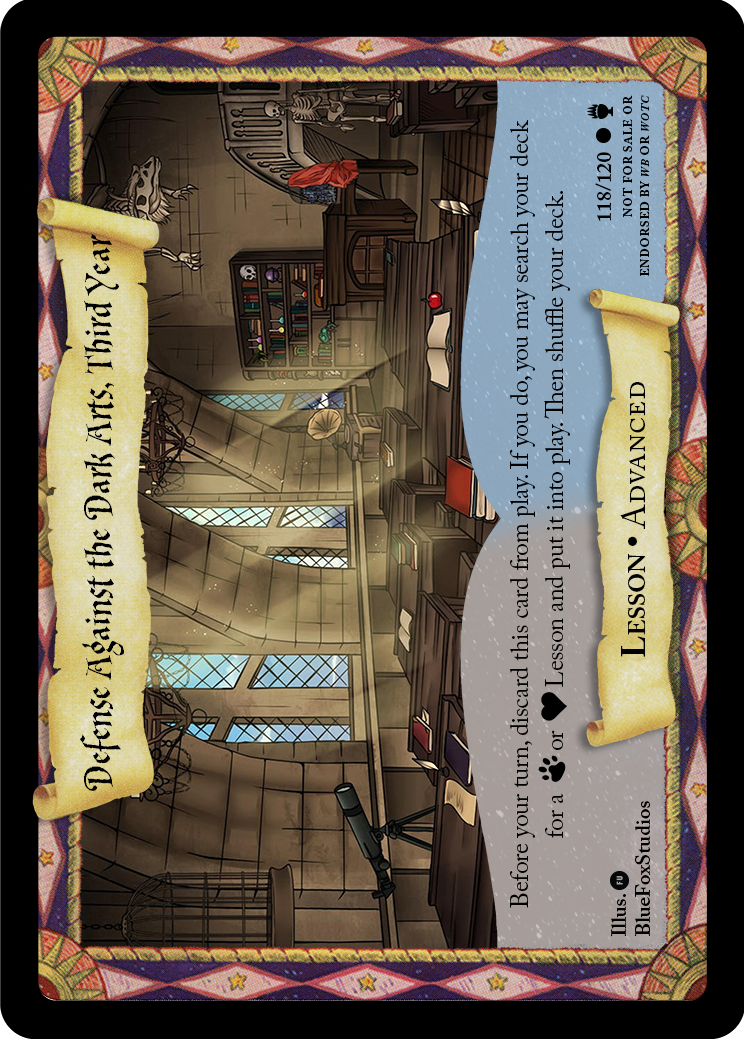 Defense Against the Dark Arts, Third Year
Before your turn, discard this card from play. If you do, you may search your deck
for a or Lesson and put it into play. Then shuffle your deck.
Illus. FU
BlueFoxStudios
Lesson • Advanced
118/120
NOT FOR SALE OR
ENDORSED BY WB OR WOTC